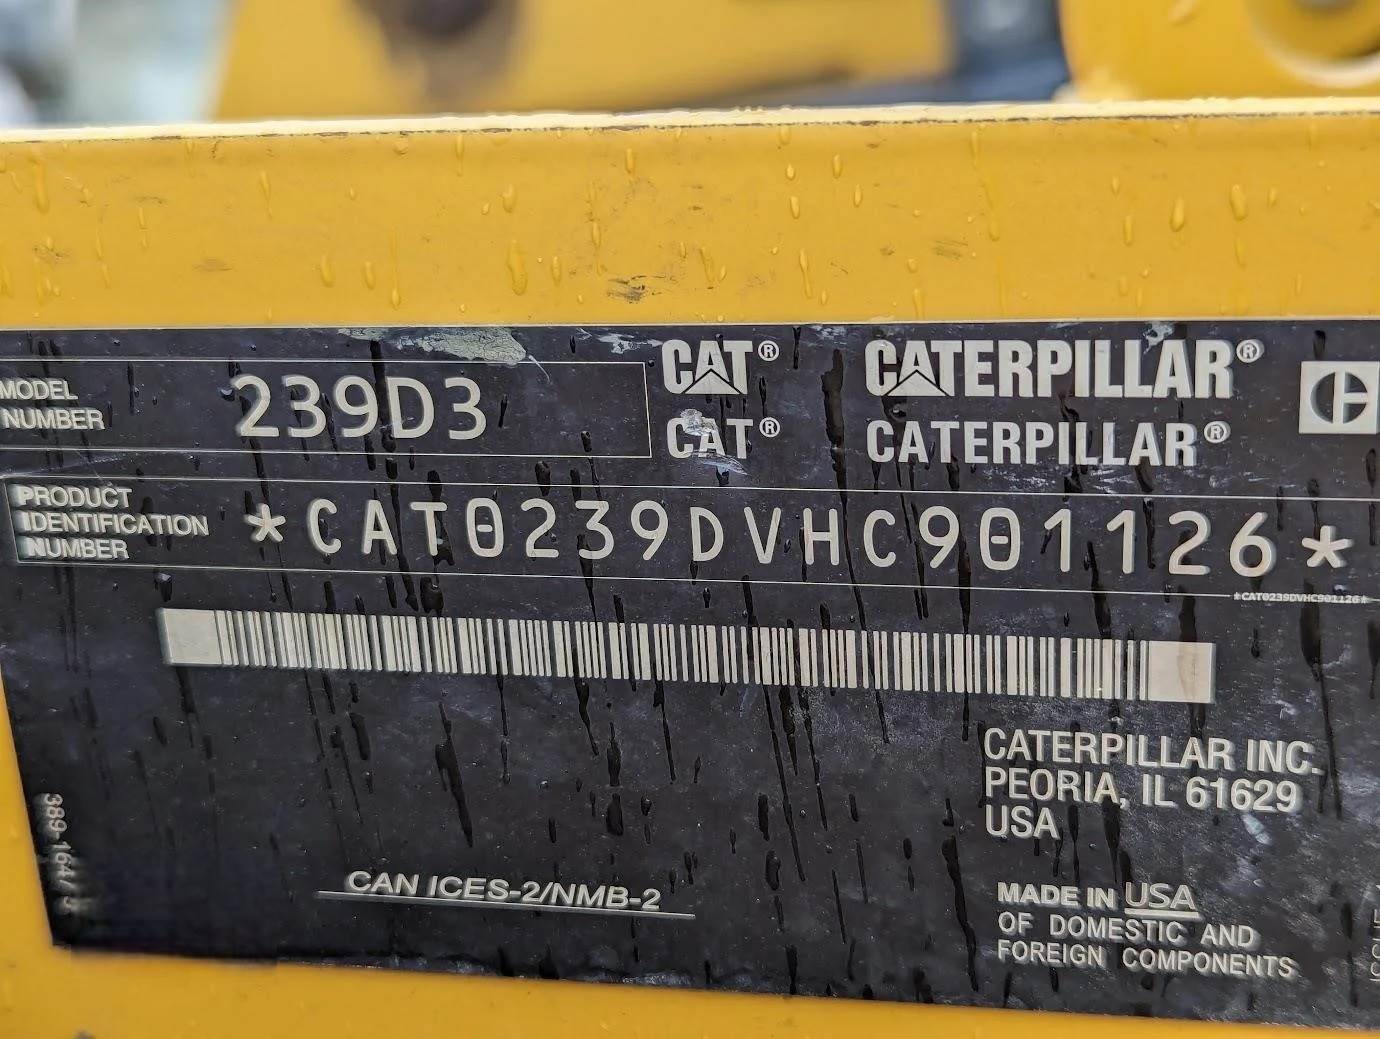 MODEL
NUMBER
239D3
CAT® CATERPILLAR®
CAT® CATERPILLAR®
PRODUCT
IDENTIFICATION
NUMBER
*CAT0239DVHC901126*
*CAT0239DVHC901126*
CATERPILLAR INC.
PEORIA, IL 61629
USA
CAN ICES-2/NMB-2
MADE IN USA
OF DOMESTIC AND
FOREIGN COMPONENTS